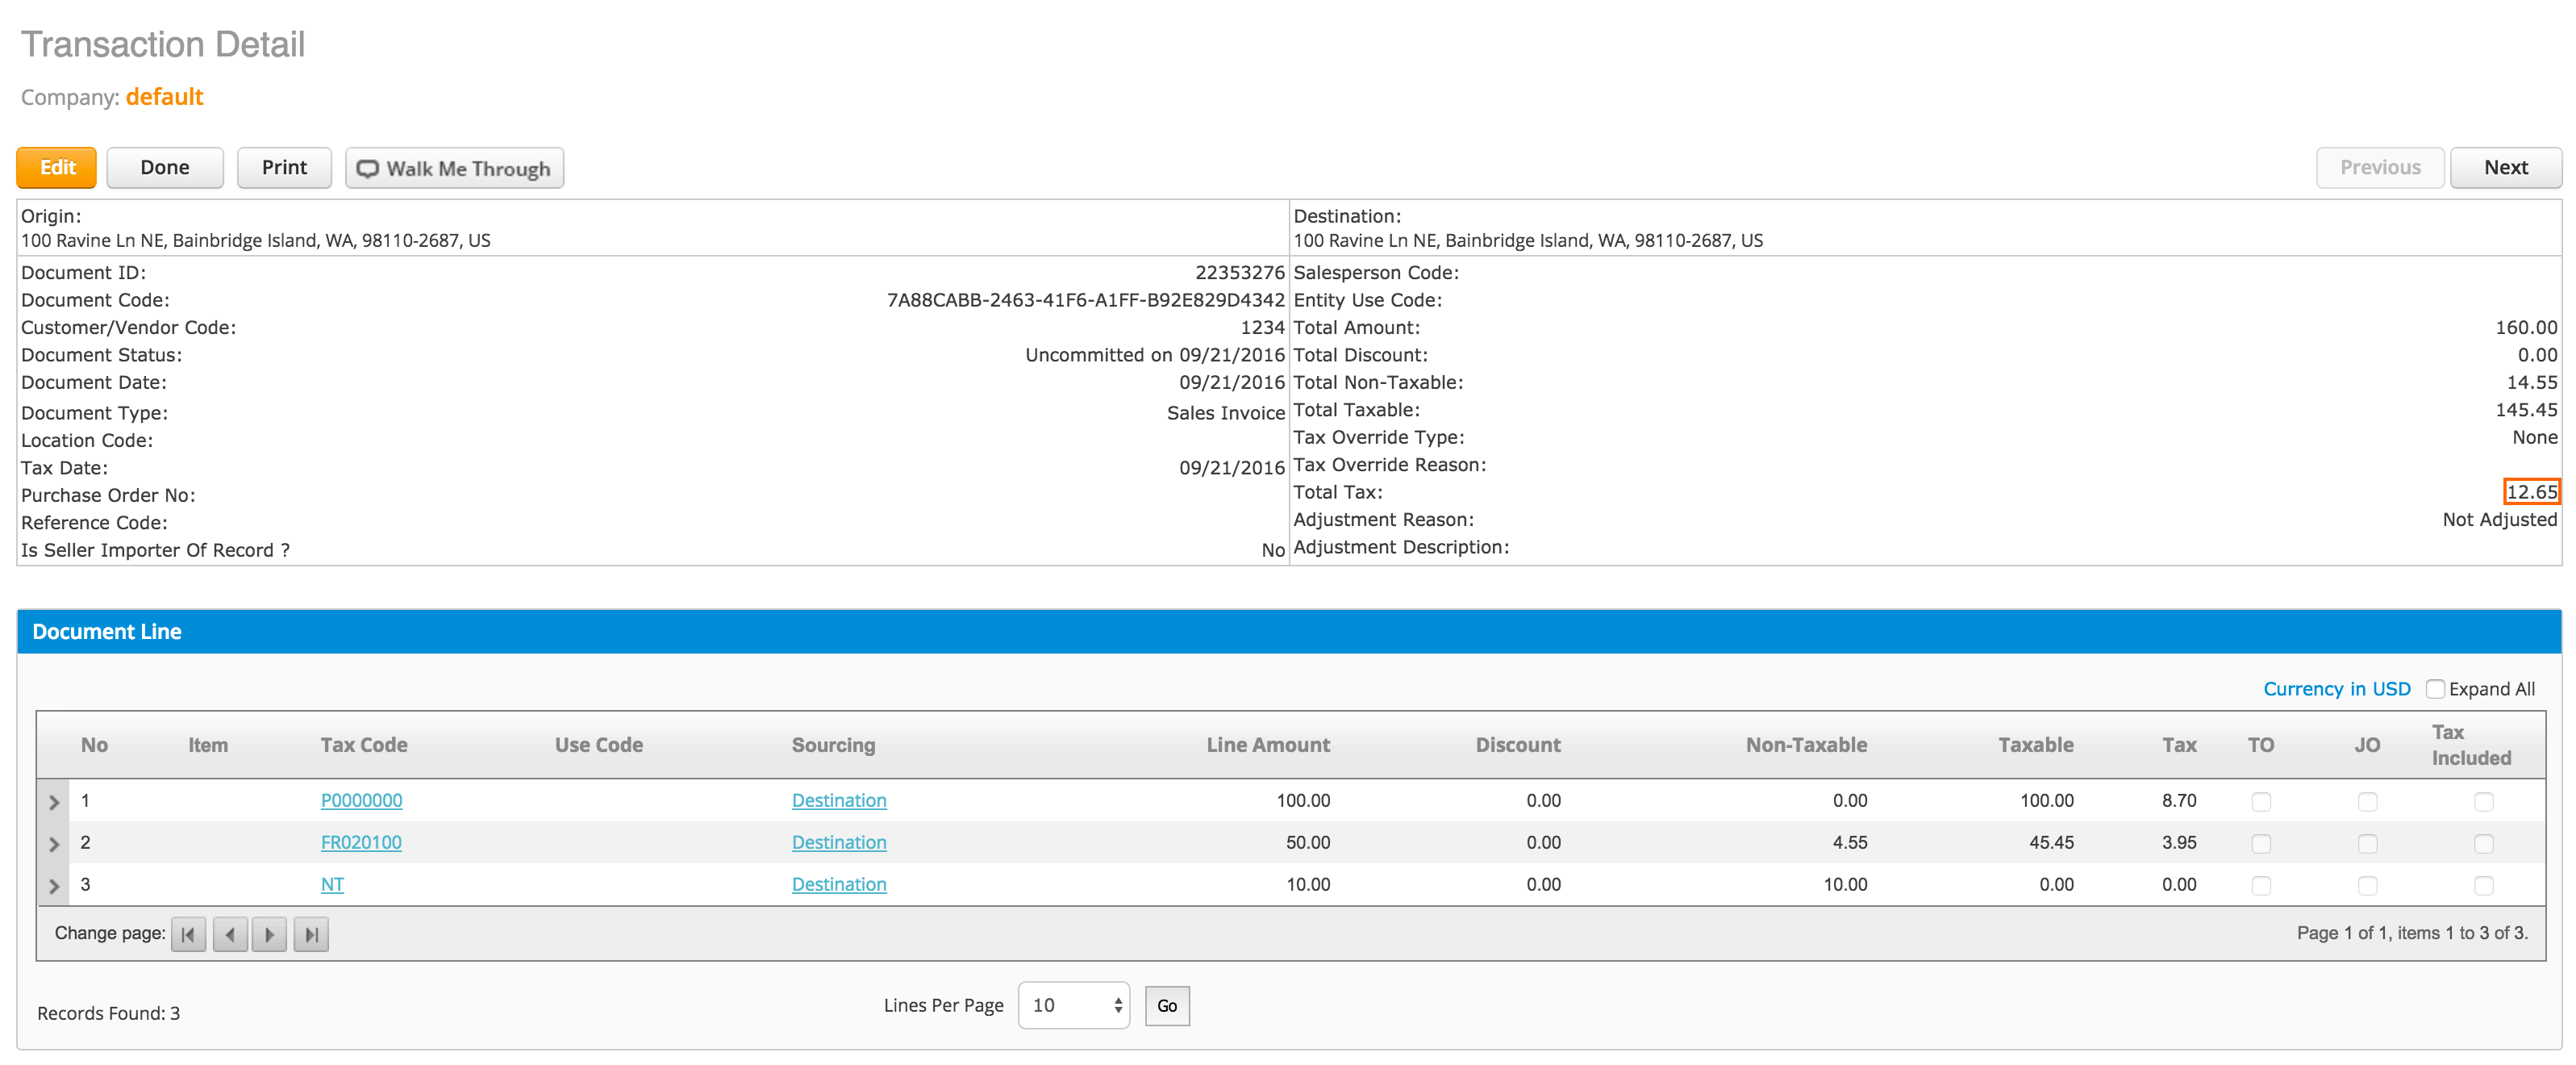 Transaction Detail
Company: default
Edit Done Print Walk Me Through Previous Next
Origin:
100 Ravine Ln NE, Bainbridge Island, WA, 98110-2687, US
Destination:
100 Ravine Ln NE, Bainbridge Island, WA, 98110-2687, US
Document ID: 22353276
Document Code: 7A88CABB-2463-41F6-A1FF-B92E829D4342
Customer/Vendor Code: 1234
Document Status: Uncommitted on 09/21/2016
Document Date: 09/21/2016
Document Type: Sales Invoice
Location Code:
Tax Date: 09/21/2016
Purchase Order No:
Reference Code:
Is Seller Importer Of Record ? No
Salesperson Code:
Entity Use Code:
Total Amount: 160.00
Total Discount: 0.00
Total Non-Taxable: 14.55
Total Taxable: 145.45
Tax Override Type: None
Tax Override Reason:
Total Tax: 12.65
Adjustment Reason: Not Adjusted
Adjustment Description:
Document Line
Currency in USD Expand All
No Item Tax Code Use Code Sourcing Line Amount Discount Non-Taxable Taxable Tax TO JO Tax Included
1 P0000000 Destination 100.00 0.00 0.00 100.00 8.70
2 FR020100 Destination 50.00 0.00 4.55 45.45 3.95
3 NT Destination 10.00 0.00 10.00 0.00 0.00
Change page: Page 1 of 1, items 1 to 3 of 3.
Records Found: 3 Lines Per Page 10 Go